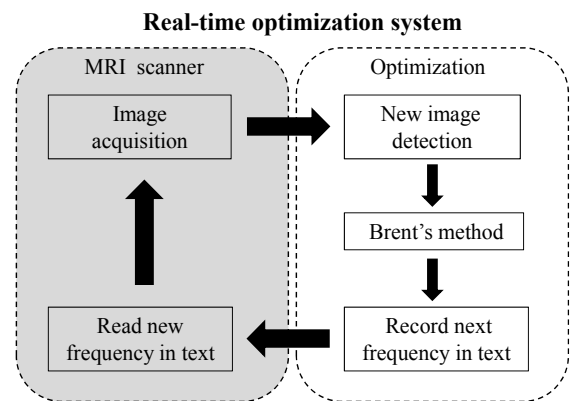 Real-time optimization system
MRI scanner
Optimization
Image
acquisition
New image
detection
Brent’s method
Read new
frequency in text
Record next
frequency in text